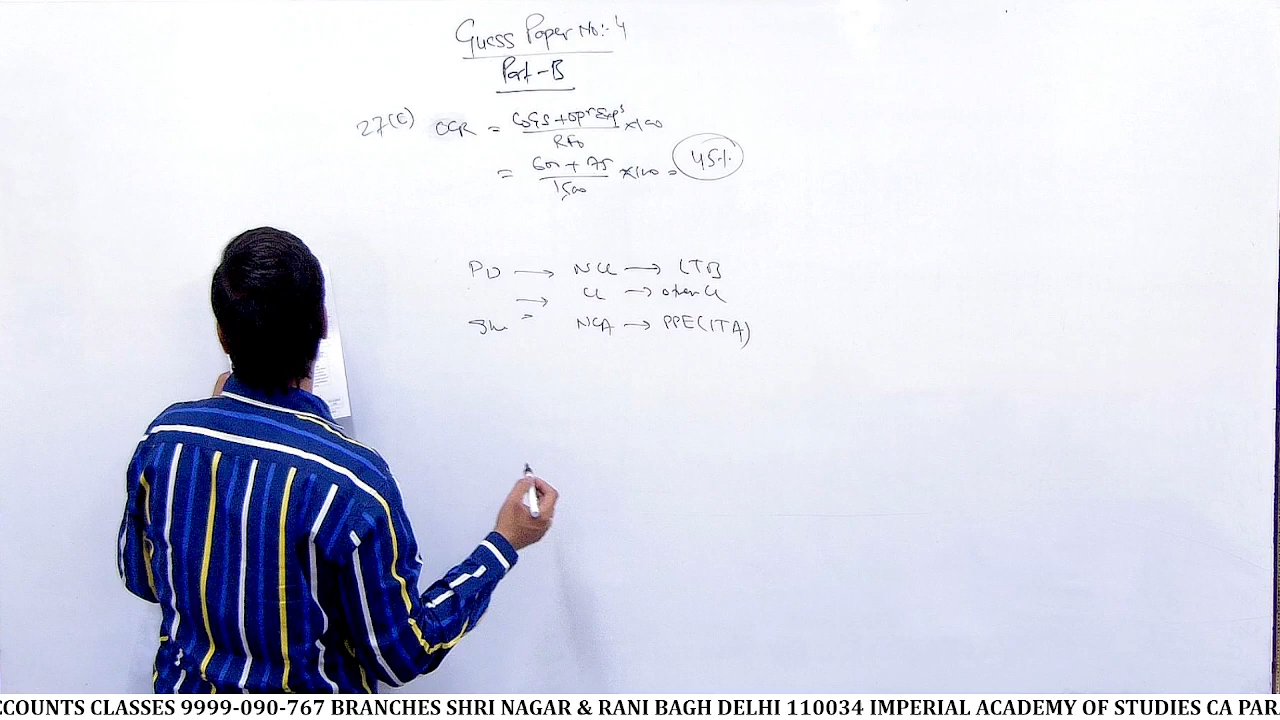 Guess Paper No:- 4
Part - B
27(C) OCR = COGS + opr Exps × 100
RFO
= 600 + 75 × 100 = 45%
1500
PD → NCL → LTB
→ CL → other CL
NCA → PPE (ITA)
CCOUNTS CLASSES 9999-090-767 BRANCHES SHRI NAGAR & RANI BAGH DELHI 110034 IMPERIAL ACADEMY OF STUDIES CA PAR